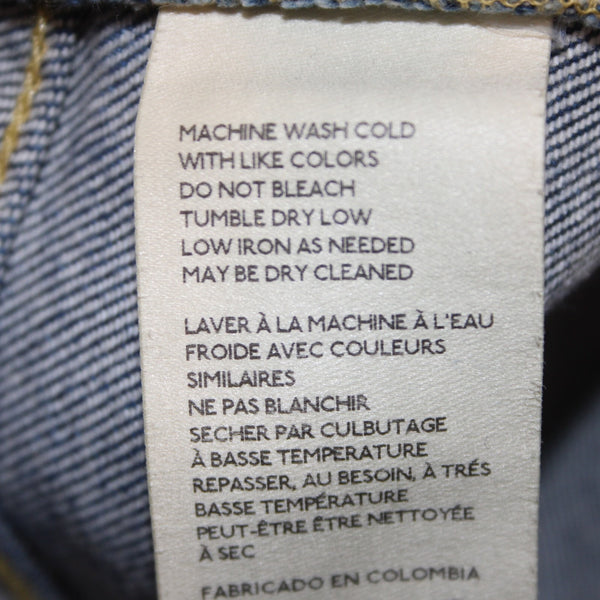 MACHINE WASH COLD
WITH LIKE COLORS
DO NOT BLEACH
TUMBLE DRY LOW
LOW IRON AS NEEDED
MAY BE DRY CLEANED
LAVER À LA MACHINE À L'EAU
FROIDE AVEC COULEURS
SIMILAIRES
NE PAS BLANCHIR
SECHER PAR CULBUTAGE
À BASSE TEMPERATURE
REPASSER, AU BESOIN, À TRÉS
BASSE TEMPÉRATURE
PEUT-ÊTRE ÊTRE NETTOYÉE
À SEC
FABRICADO EN COLOMBIA